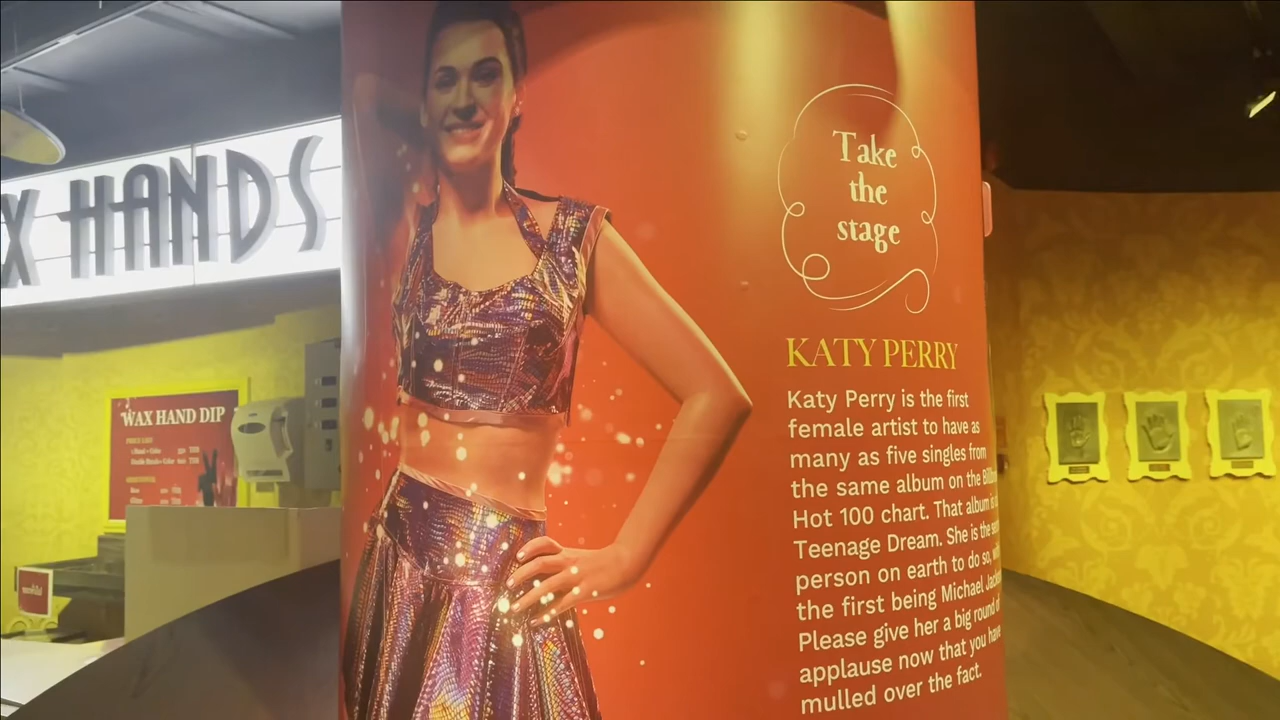 X HANDS
WAX HAND DIP
PRICE LIST
Take
the
stage
KATY PERRY
Katy Perry is the first
female artist to have as
many as five singles from
the same album on the
Hot 100 chart. That album is
Teenage Dream. She is the
person on earth to do so,
the first being Michael
Please give her a big round
applause now that you have
mulled over the fact.